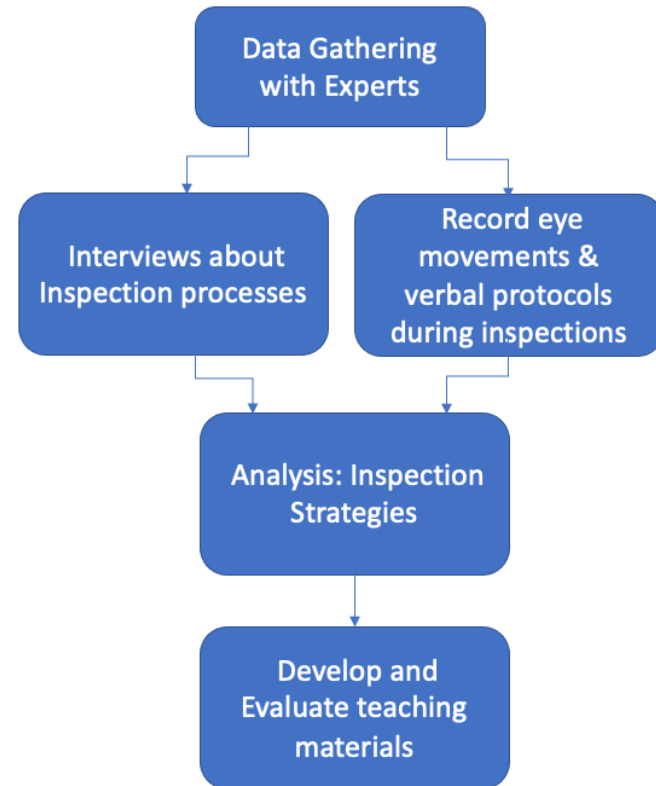 Data Gathering
with Experts
Interviews about
Inspection processes
Record eye
movements &
verbal protocols
during inspections
Analysis: Inspection
Strategies
Develop and
Evaluate teaching
materials